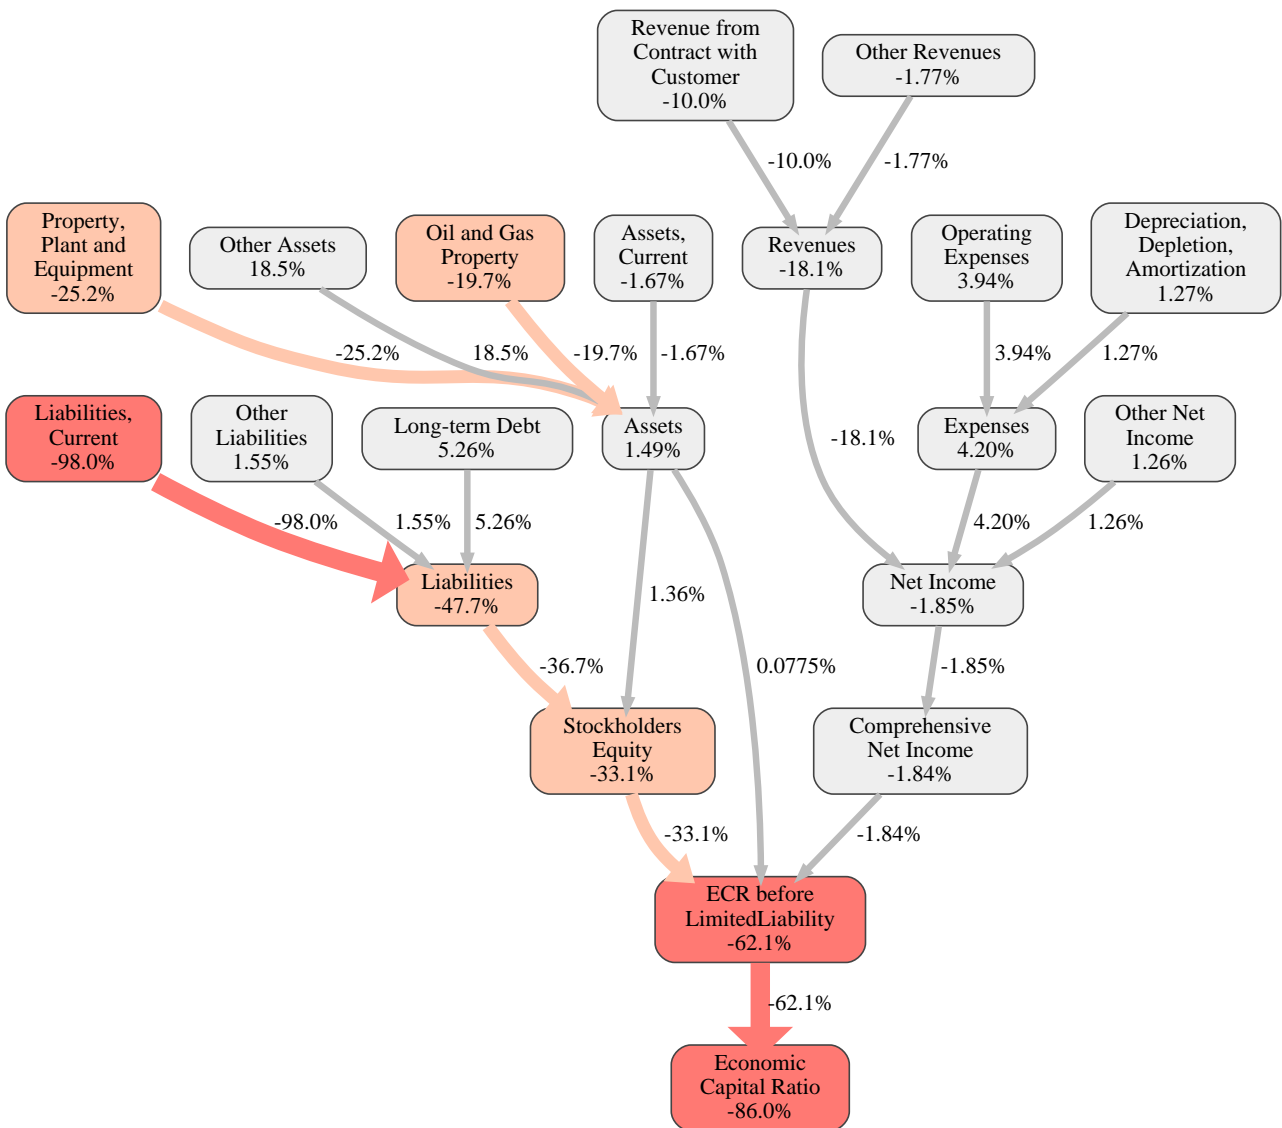 Revenue from
Contract with
Customer
-10.0%
Other Revenues
-1.77%
-10.0%
-1.77%
Property,
Plant and
Equipment
-25.2%
Other Assets
18.5%
Oil and Gas
Property
-19.7%
Assets,
Current
-1.67%
Revenues
-18.1%
Operating
Expenses
3.94%
Depreciation,
Depletion,
Amortization
1.27%
-25.2%
18.5%
-19.7%
-1.67%
3.94%
1.27%
Liabilities,
Current
-98.0%
Other
Liabilities
1.55%
Long-term Debt
5.26%
Assets
1.49%
-18.1%
Expenses
4.20%
Other Net
Income
1.26%
-98.0%
1.55%
5.26%
4.20%
1.26%
Liabilities
-47.7%
1.36%
Net Income
-1.85%
-36.7%
0.0775%
-1.85%
Stockholders
Equity
-33.1%
Comprehensive
Net Income
-1.84%
-33.1%
-1.84%
ECR before
LimitedLiability
-62.1%
-62.1%
Economic
Capital Ratio
-86.0%